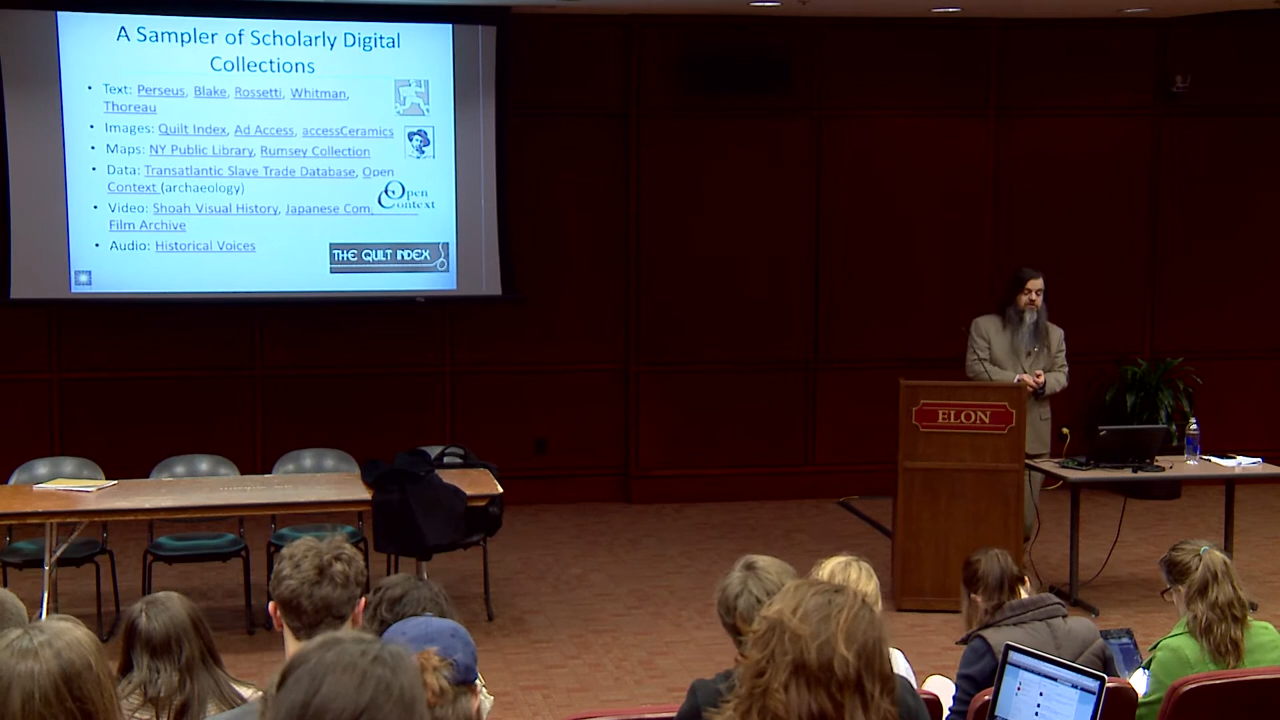 A Sampler of Scholarly Digital
Collections
• Text: Perseus, Blake, Rossetti, Whitman,
Thoreau
• Images: Quilt Index, Ad Access, accessCeramics
• Maps: NY Public Library, Rumsey Collection
• Data: Transatlantic Slave Trade Database, Open
Context (archaeology)
Open
Context
• Video: Shoah Visual History, Japanese Com
Film Archive
• Audio: Historical Voices
THE QUILT INDEX
ELON